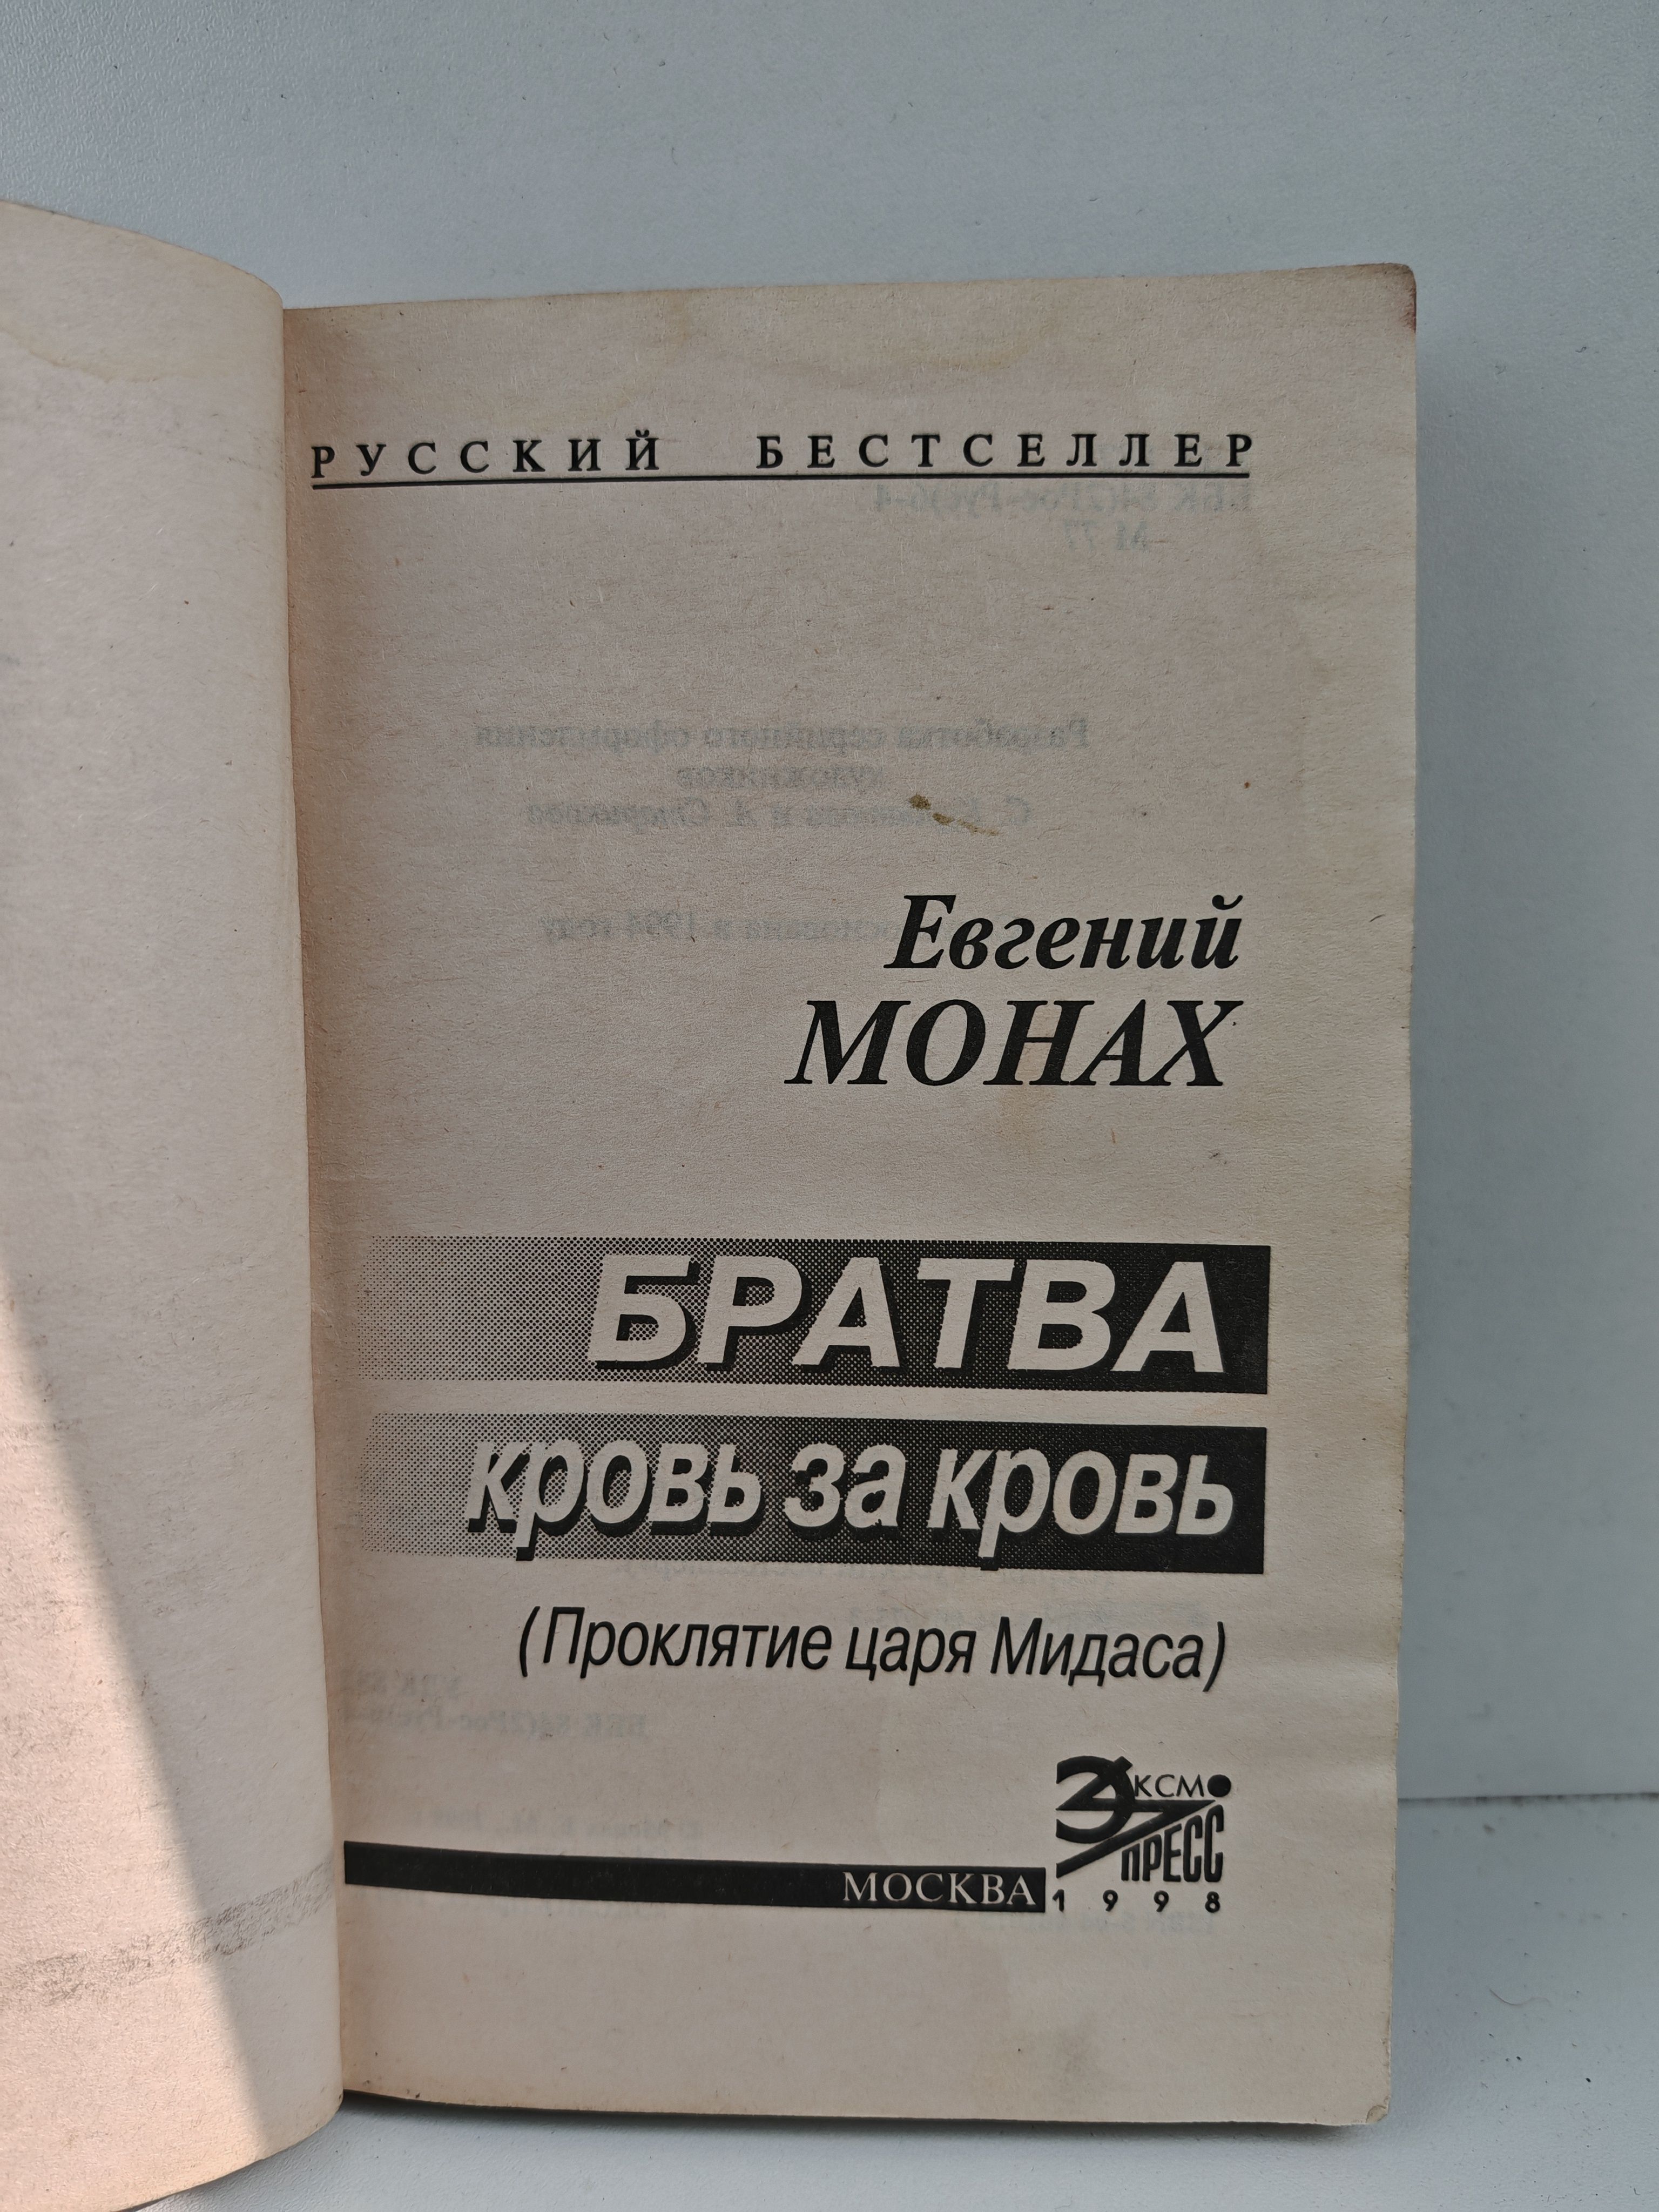 РУССКИЙ БЕСТСЕЛЛЕР
Евгений
МОНАХ
БРАТВА
кровь за кровь
(Проклятие царя Мидаса)
ЭКСМО
ПРЕСС
МОСКВА 1998